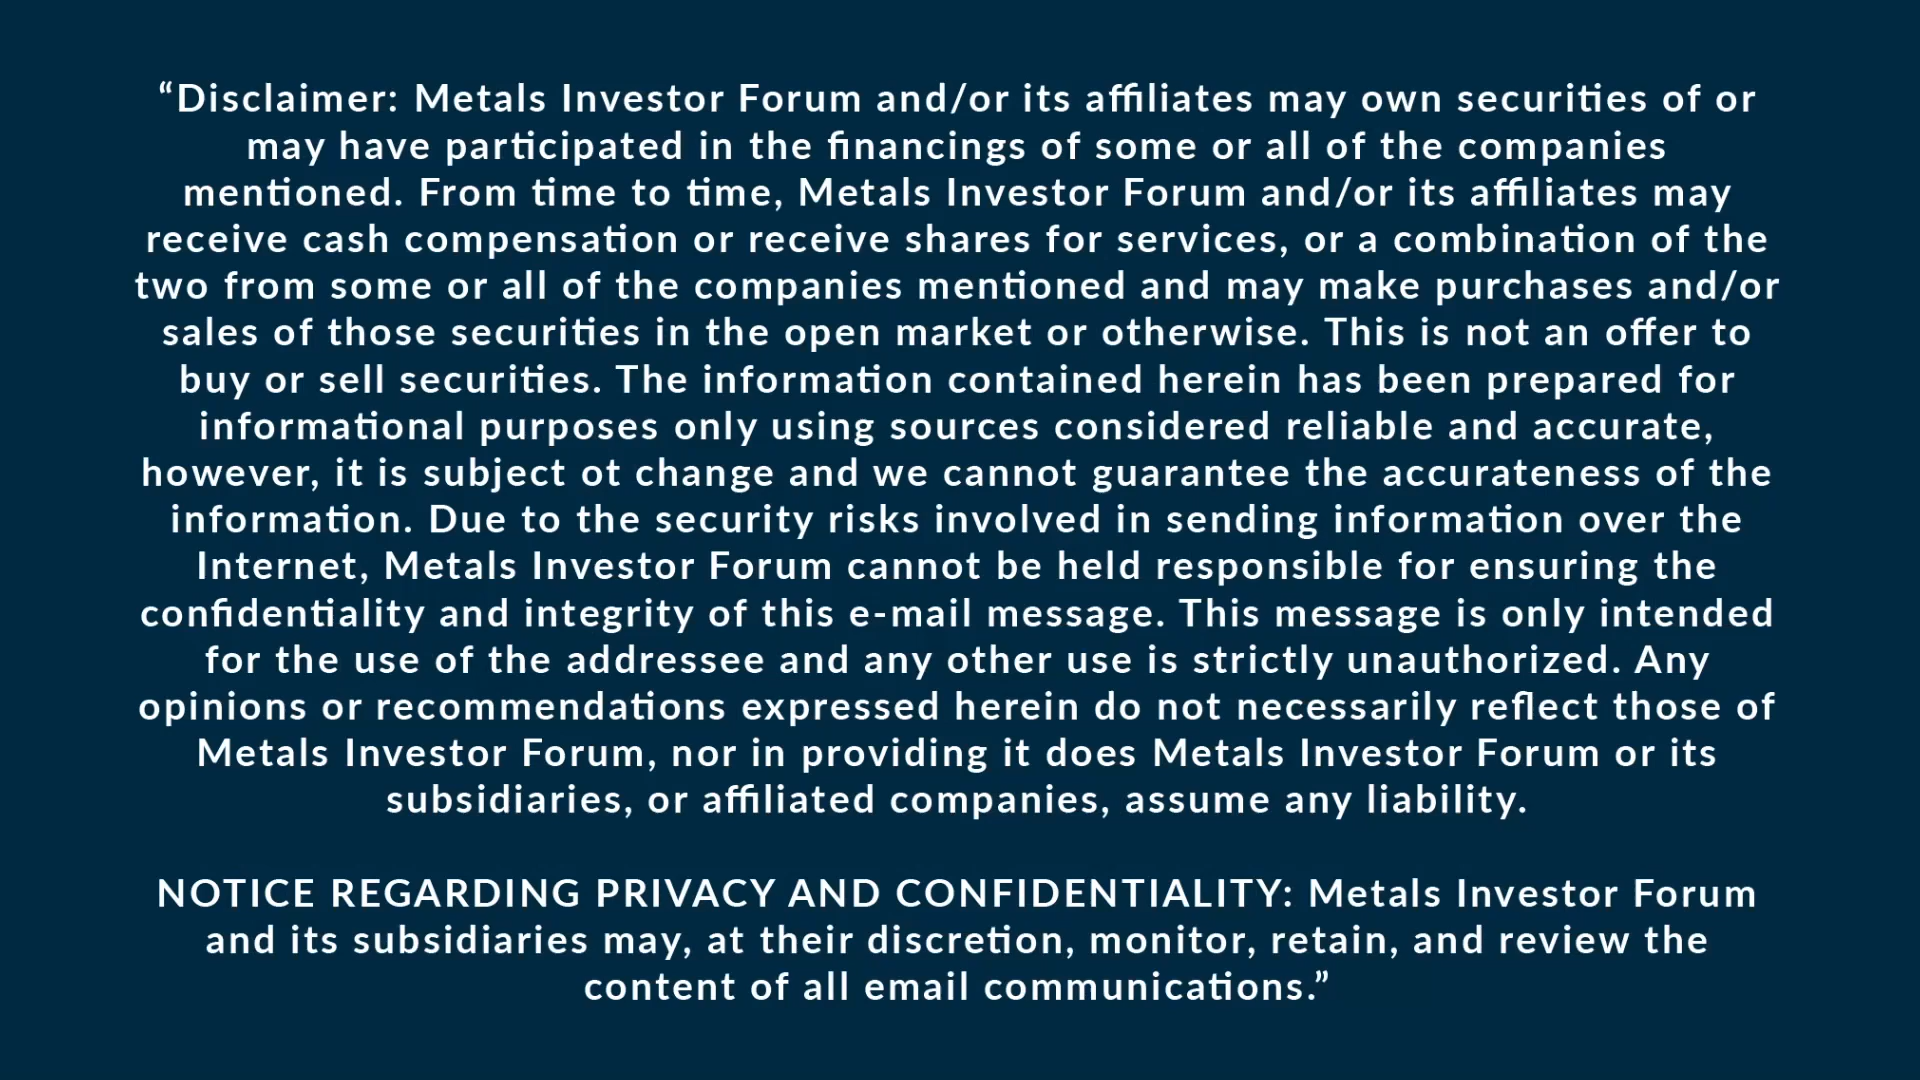 “Disclaimer: Metals Investor Forum and/or its affiliates may own securities of or
may have participated in the financings of some or all of the companies
mentioned. From time to time, Metals Investor Forum and/or its affiliates may
receive cash compensation or receive shares for services, or a combination of the
two from some or all of the companies mentioned and may make purchases and/or
sales of those securities in the open market or otherwise. This is not an offer to
buy or sell securities. The information contained herein has been prepared for
informational purposes only using sources considered reliable and accurate,
however, it is subject ot change and we cannot guarantee the accurateness of the
information. Due to the security risks involved in sending information over the
Internet, Metals Investor Forum cannot be held responsible for ensuring the
confidentiality and integrity of this e-mail message. This message is only intended
for the use of the addressee and any other use is strictly unauthorized. Any
opinions or recommendations expressed herein do not necessarily reflect those of
Metals Investor Forum, nor in providing it does Metals Investor Forum or its
subsidiaries, or affiliated companies, assume any liability.
NOTICE REGARDING PRIVACY AND CONFIDENTIALITY: Metals Investor Forum
and its subsidiaries may, at their discretion, monitor, retain, and review the
content of all email communications.”